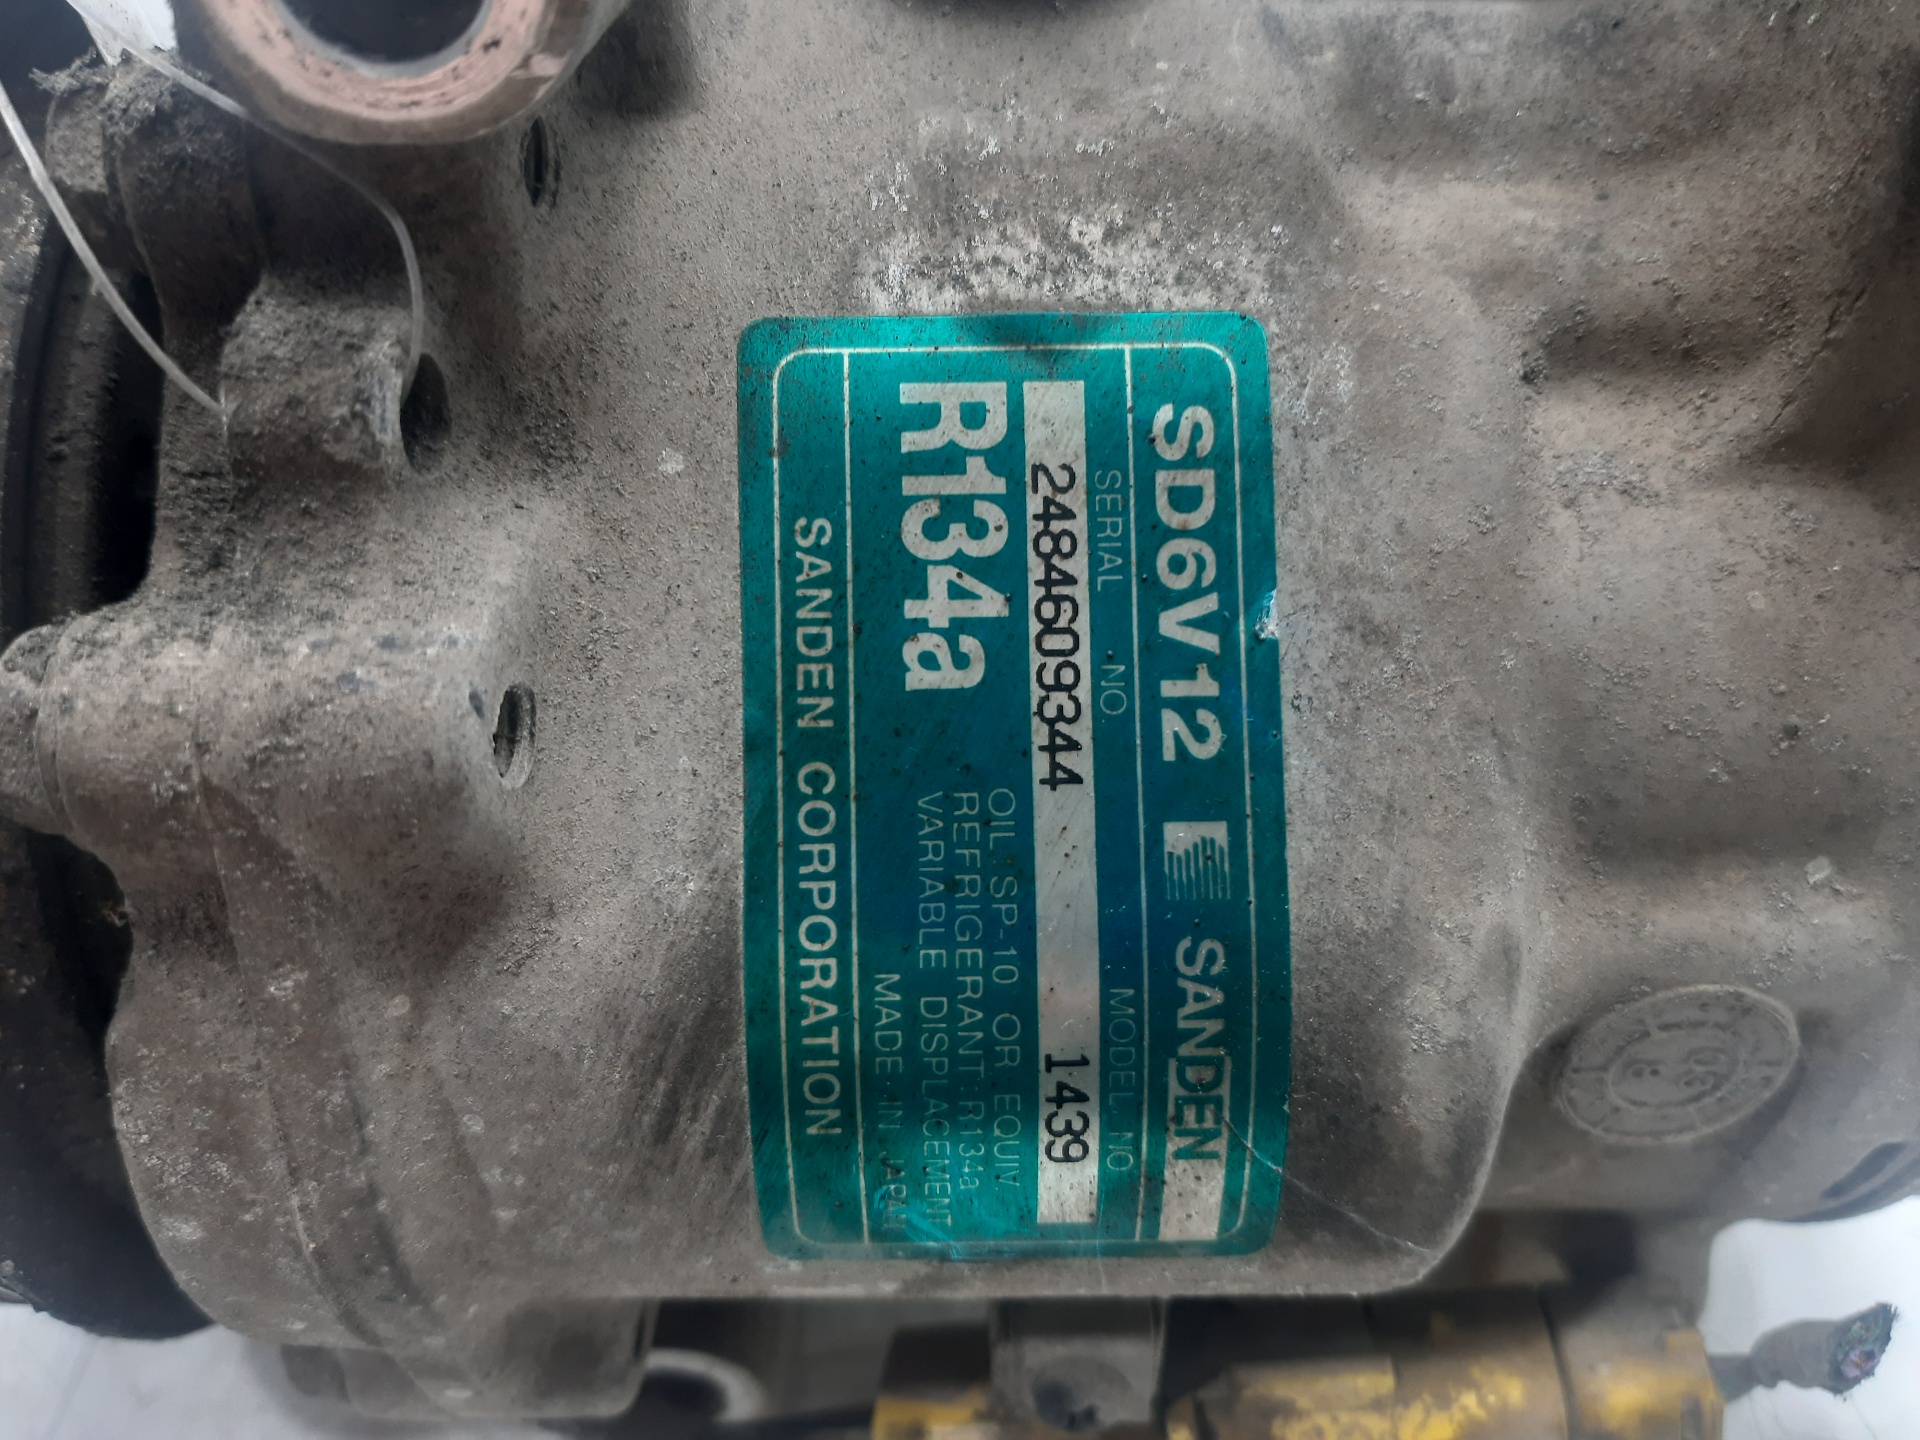 SD6V12 SANDEN
SERIAL NO. MODEL NO
2484609344 1439
R134a
OIL:SP-10 OR EQUIV
REFRIGERANT:R134a
VARIABLE DISPLACEMENT
MADE IN JAPAN
SANDEN CORPORATION